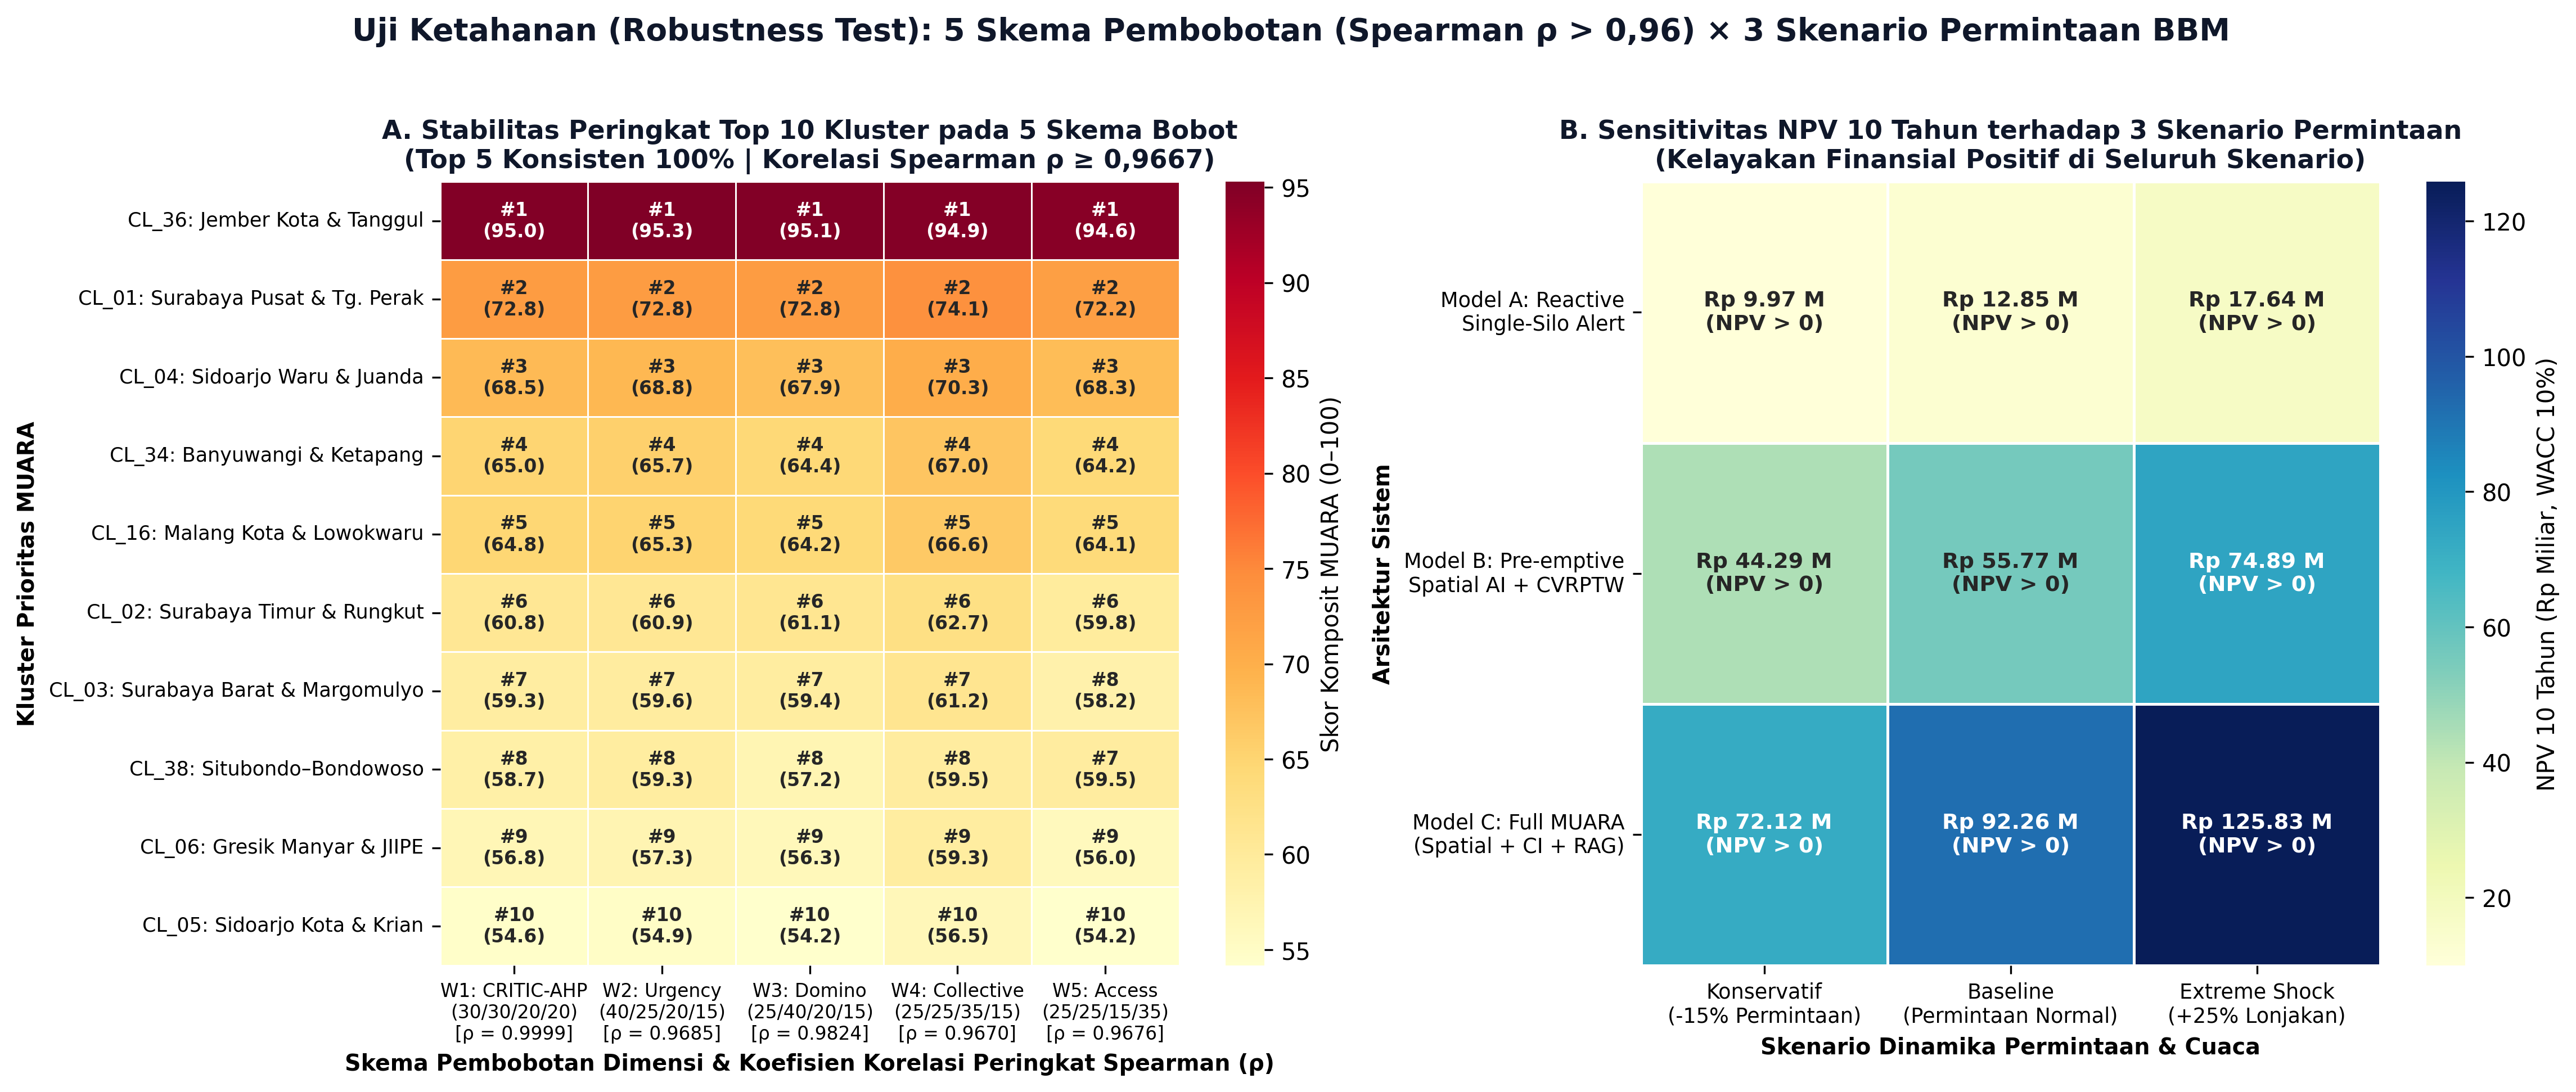 Uji Ketahanan (Robustness Test): 5 Skema Pembobotan (Spearman ρ > 0,96) × 3 Skenario Permintaan BBM
A. Stabilitas Peringkat Top 10 Kluster pada 5 Skema Bobot
(Top 5 Konsisten 100% | Korelasi Spearman ρ ≥ 0,9667)
Kluster Prioritas MUARA
CL_36: Jember Kota & Tanggul
#1 #1 #1 #1 #1
(95.0) (95.3) (95.1) (94.9) (94.6)
CL_01: Surabaya Pusat & Tg. Perak
#2 #2 #2 #2 #2
(72.8) (72.8) (72.8) (74.1) (72.2)
CL_04: Sidoarjo Waru & Juanda
#3 #3 #3 #3 #3
(68.5) (68.8) (67.9) (70.3) (68.3)
CL_34: Banyuwangi & Ketapang
#4 #4 #4 #4 #4
(65.0) (65.7) (64.4) (67.0) (64.2)
CL_16: Malang Kota & Lowokwaru
#5 #5 #5 #5 #5
(64.8) (65.3) (64.2) (66.6) (64.1)
CL_02: Surabaya Timur & Rungkut
#6 #6 #6 #6 #6
(60.8) (60.9) (61.1) (62.7) (59.8)
CL_03: Surabaya Barat & Margomulyo
#7 #7 #7 #7 #8
(59.3) (59.6) (59.4) (61.2) (58.2)
CL_38: Situbondo–Bondowoso
#8 #8 #8 #8 #7
(58.7) (59.3) (57.2) (59.5) (59.5)
CL_06: Gresik Manyar & JIIPE
#9 #9 #9 #9 #9
(56.8) (57.3) (56.3) (59.3) (56.0)
CL_05: Sidoarjo Kota & Krian
#10 #10 #10 #10 #10
(54.6) (54.9) (54.2) (56.5) (54.2)
W1: CRITIC-AHP W2: Urgency W3: Domino W4: Collective W5: Access
(30/30/20/20) (40/25/20/15) (25/40/20/15) (25/25/35/15) (25/25/15/35)
[ρ = 0.9999] [ρ = 0.9685] [ρ = 0.9824] [ρ = 0.9670] [ρ = 0.9676]
Skema Pembobotan Dimensi & Koefisien Korelasi Peringkat Spearman (ρ)
95
90
85
80
75
70
65
60
55
Skor Komposit MUARA (0–100)
B. Sensitivitas NPV 10 Tahun terhadap 3 Skenario Permintaan
(Kelayakan Finansial Positif di Seluruh Skenario)
Arsitektur Sistem
Model A: Reactive
Single-Silo Alert
Rp 9.97 M Rp 12.85 M Rp 17.64 M
(NPV > 0) (NPV > 0) (NPV > 0)
Model B: Pre-emptive
Spatial AI + CVRPTW
Rp 44.29 M Rp 55.77 M Rp 74.89 M
(NPV > 0) (NPV > 0) (NPV > 0)
Model C: Full MUARA
(Spatial + CI + RAG)
Rp 72.12 M Rp 92.26 M Rp 125.83 M
(NPV > 0) (NPV > 0) (NPV > 0)
Konservatif Baseline Extreme Shock
(-15% Permintaan) (Permintaan Normal) (+25% Lonjakan)
Skenario Dinamika Permintaan & Cuaca
120
100
80
60
40
20
NPV 10 Tahun (Rp Miliar, WACC 10%)